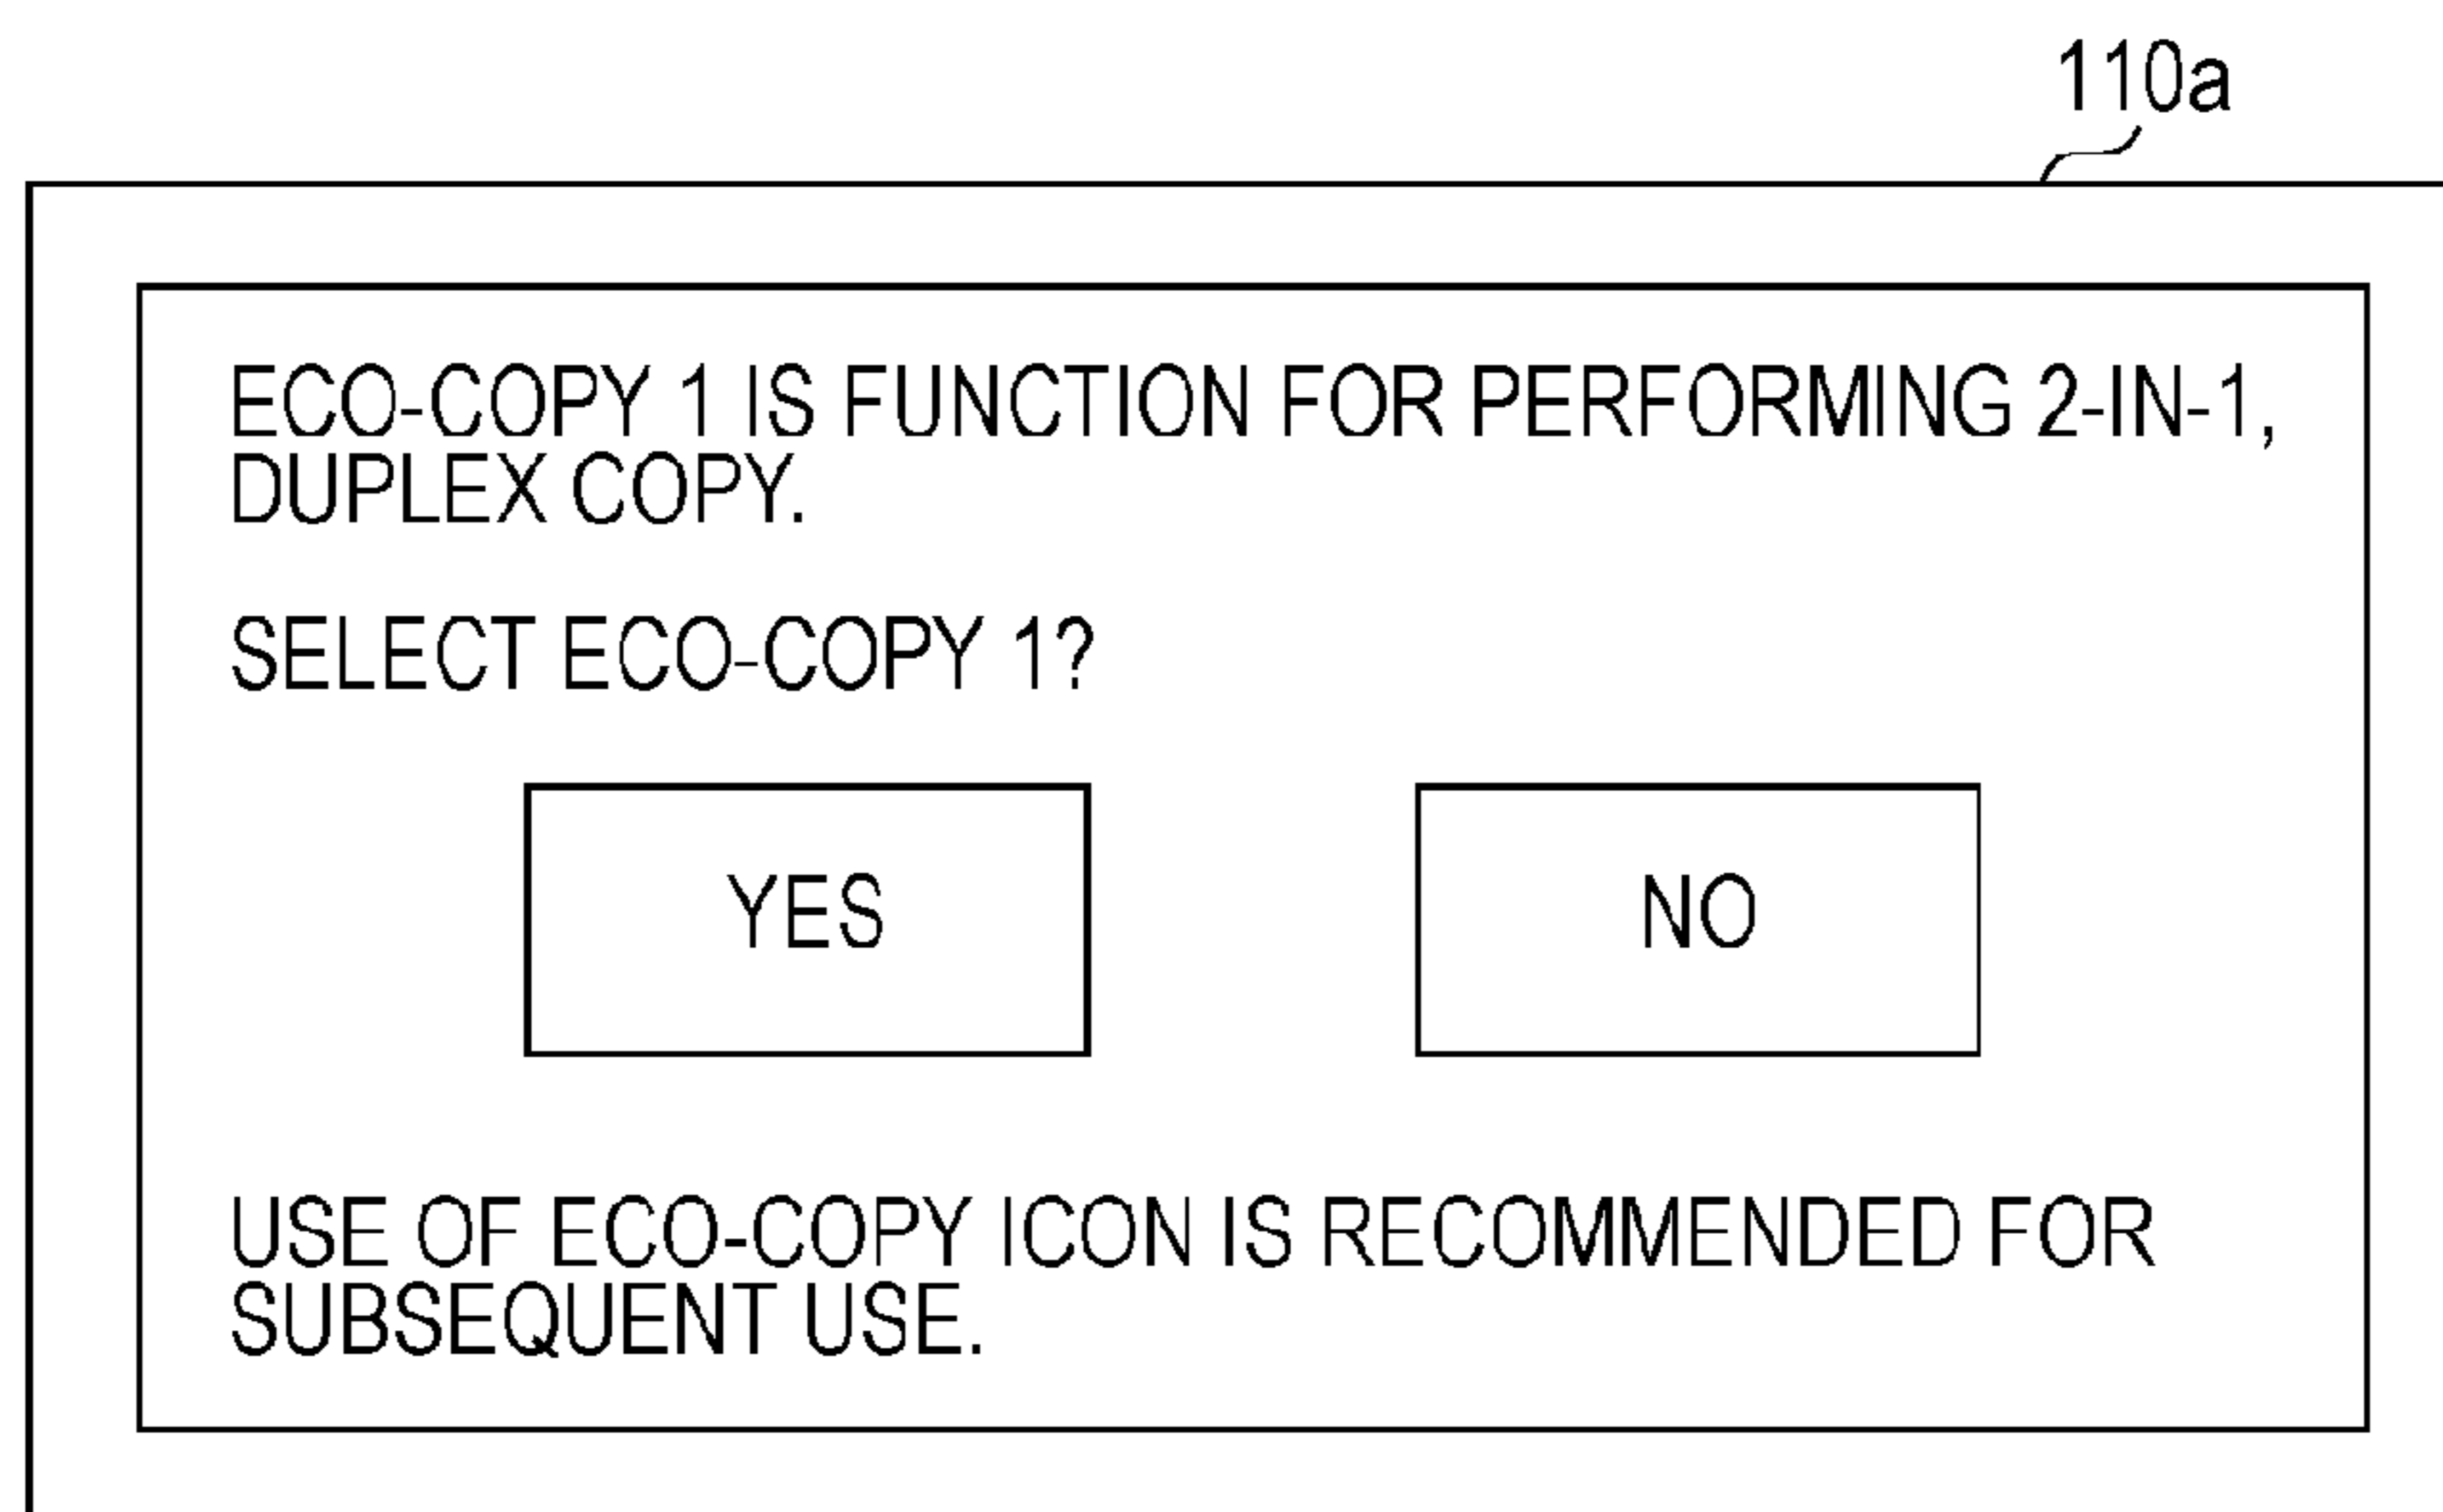 110a
ECO-COPY 1 IS FUNCTION FOR PERFORMING 2-IN-1,
DUPLEX COPY.
SELECT ECO-COPY 1?
YES NO
USE OF ECO-COPY ICON IS RECOMMENDED FOR
SUBSEQUENT USE.